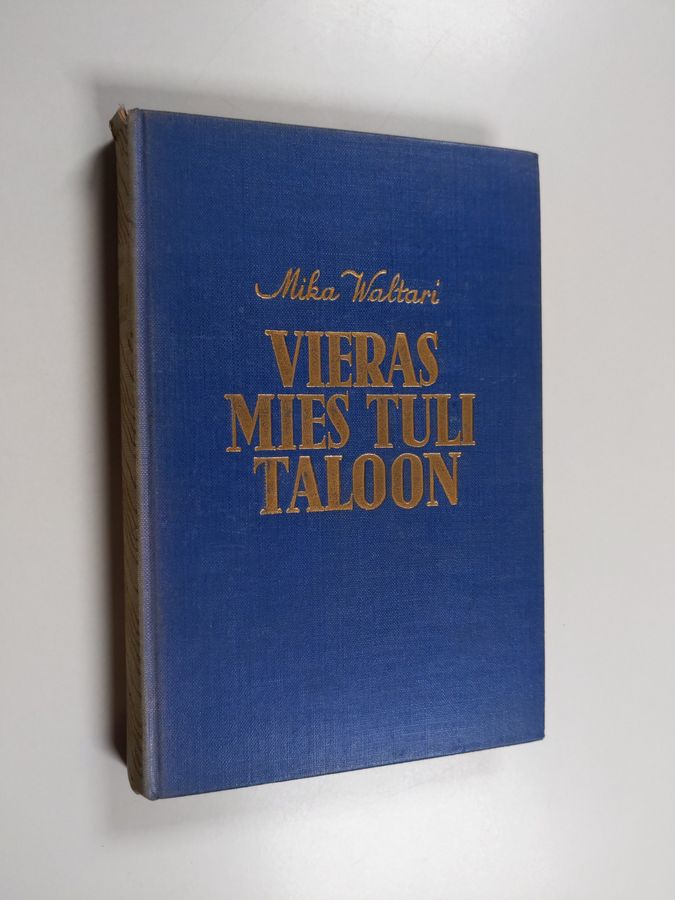 Mika Waltari
VIERAS
MIES TULI
TALOON